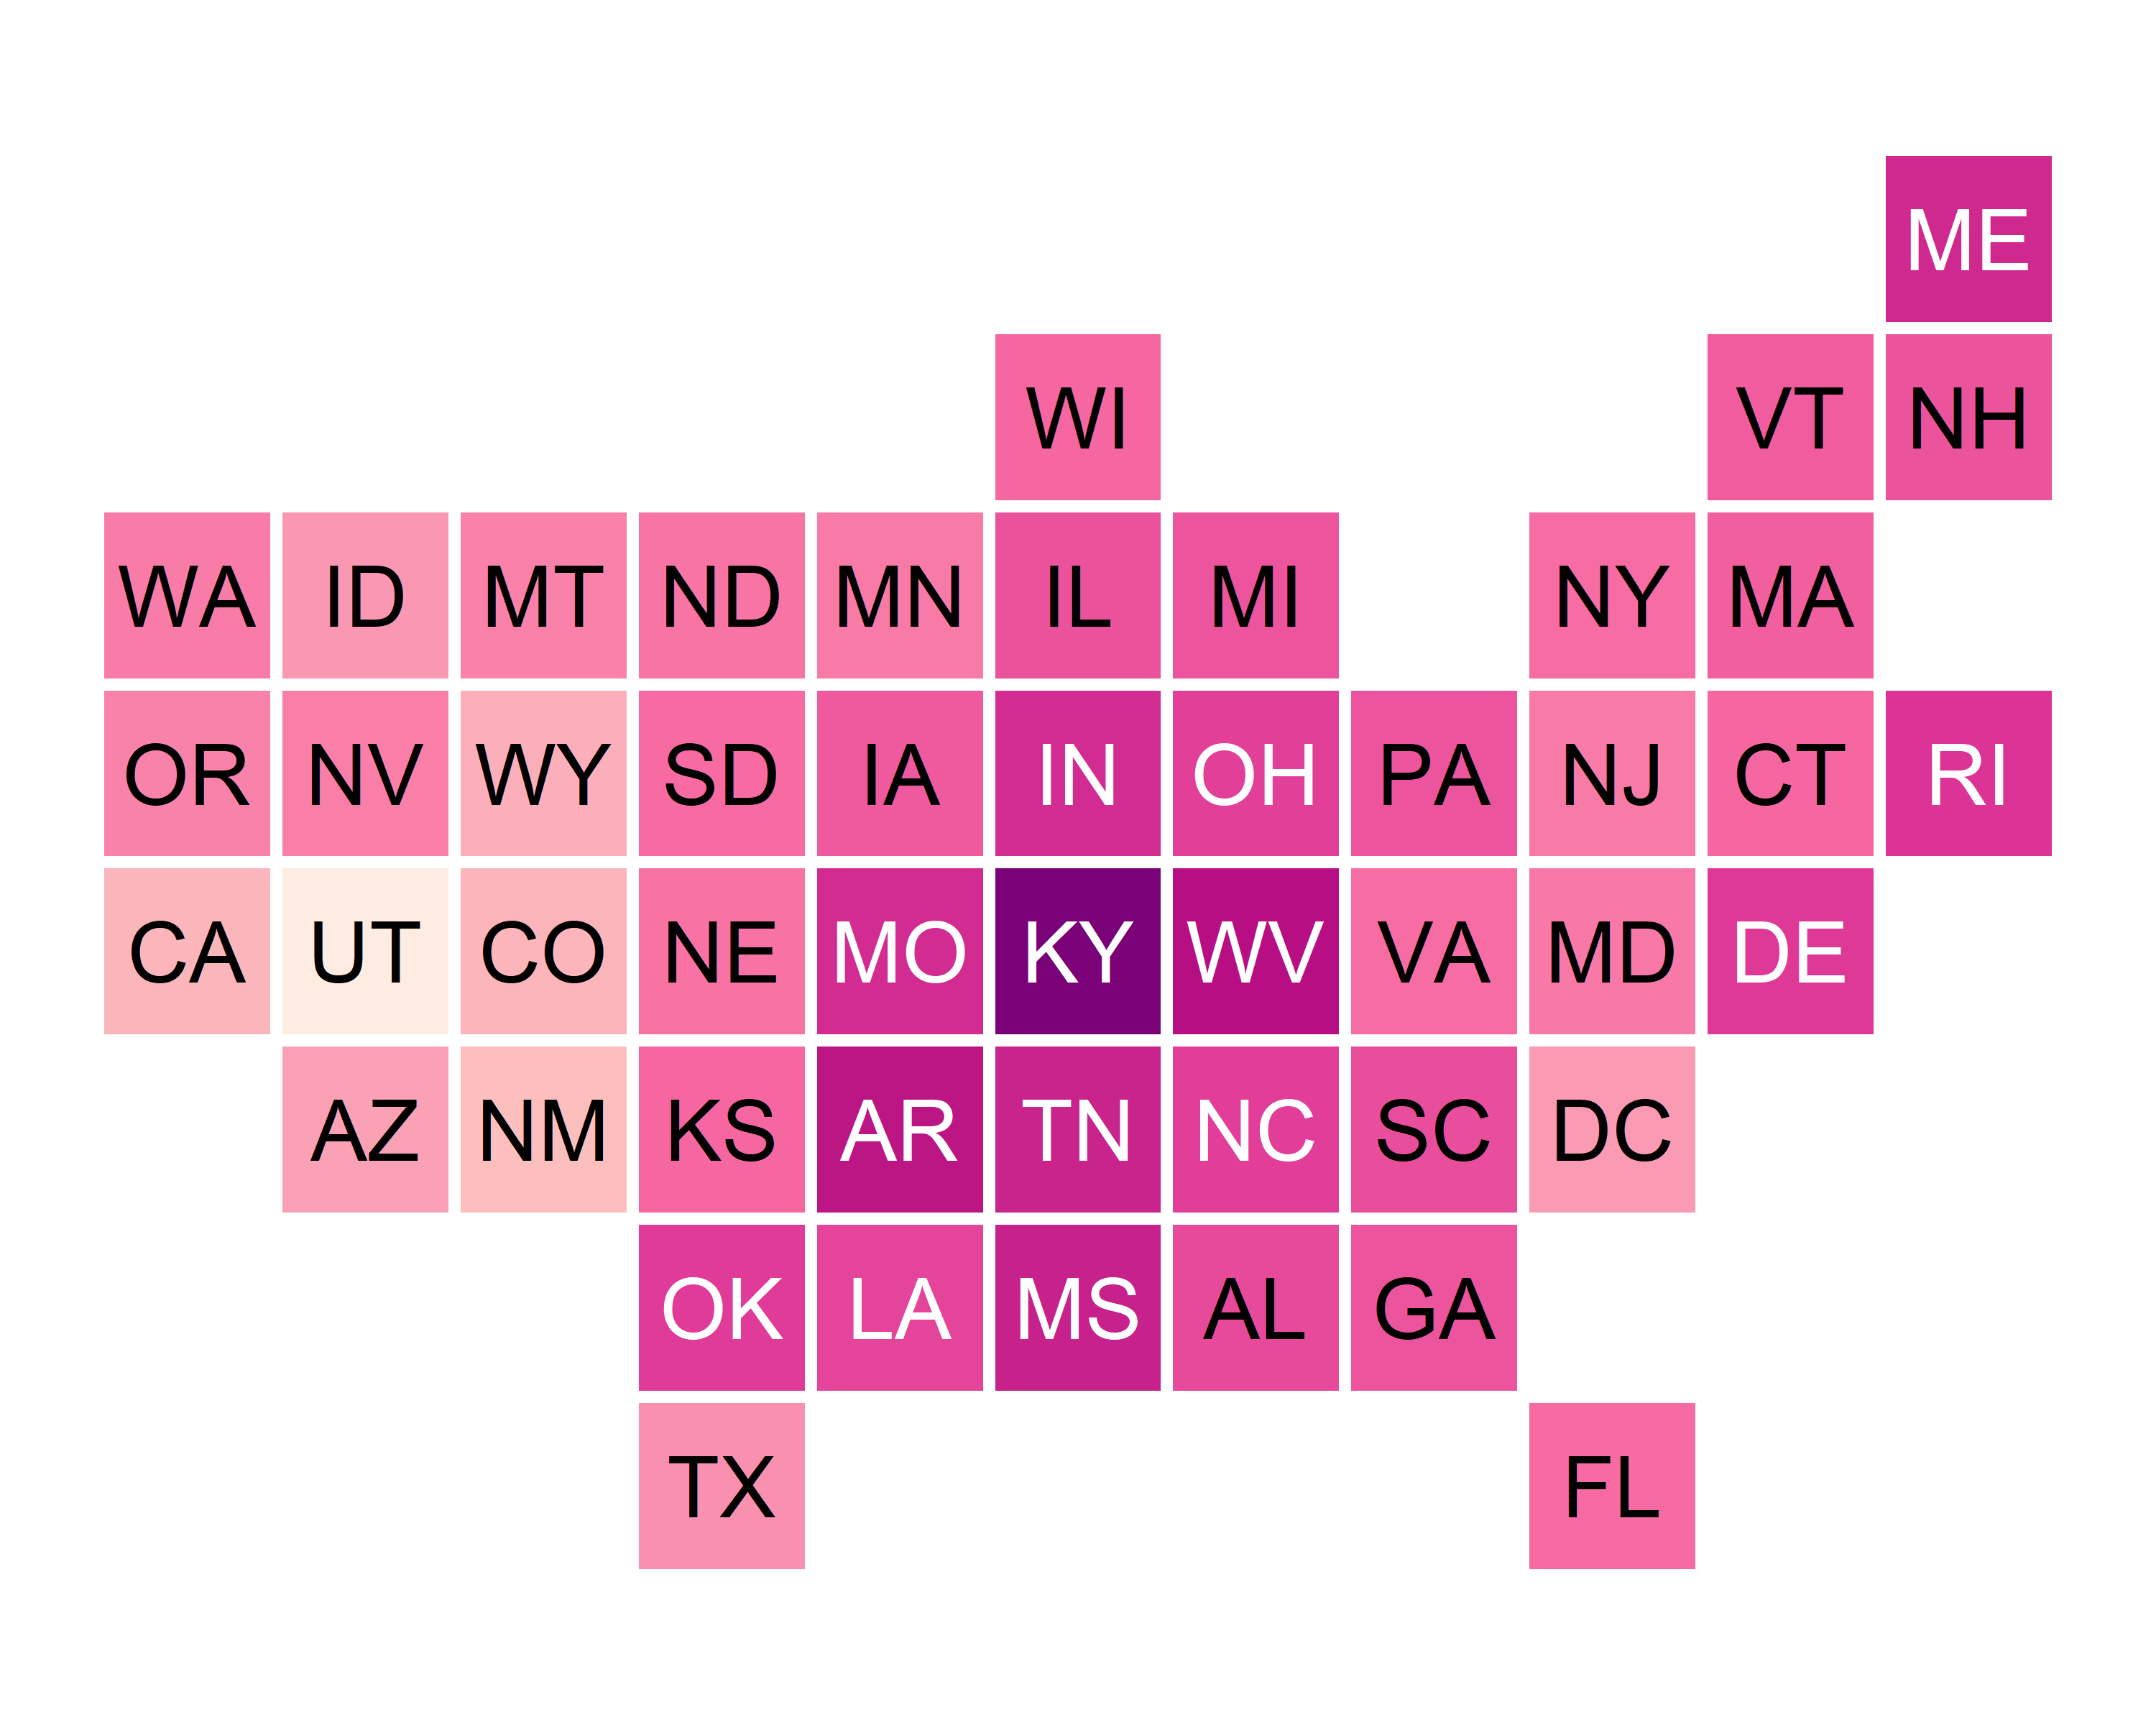 ME
WI VT NH
WA ID MT ND MN IL MI NY MA
OR NV WY SD IA IN OH PA NJ CT RI
CA UT CO NE MO KY WV VA MD DE
AZ NM KS AR TN NC SC DC
OK LA MS AL GA
TX FL